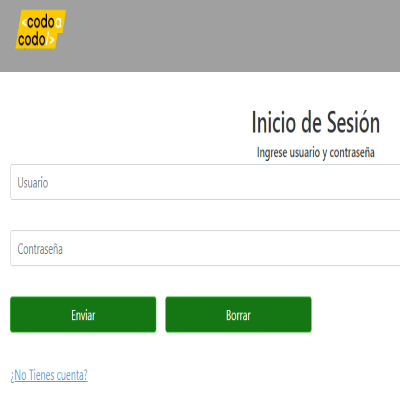 <codo a
codo/>
Inicio de Sesión
Ingrese usuario y contraseña
Usuario
Contraseña
Enviar
Borrar
¿No Tienes cuenta?